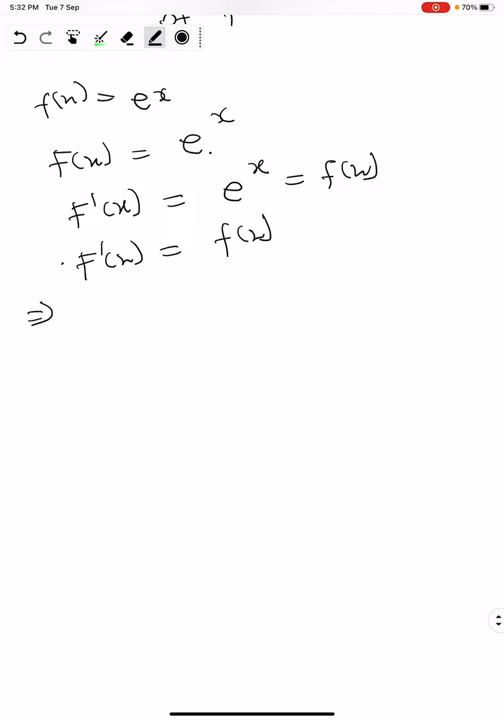 5:32 PM Tue 7 Sep
70%
f(x) = e^x
F(x) = e^x
F'(x) = e^x = f(x)
F'(x) = f(x)
⇒